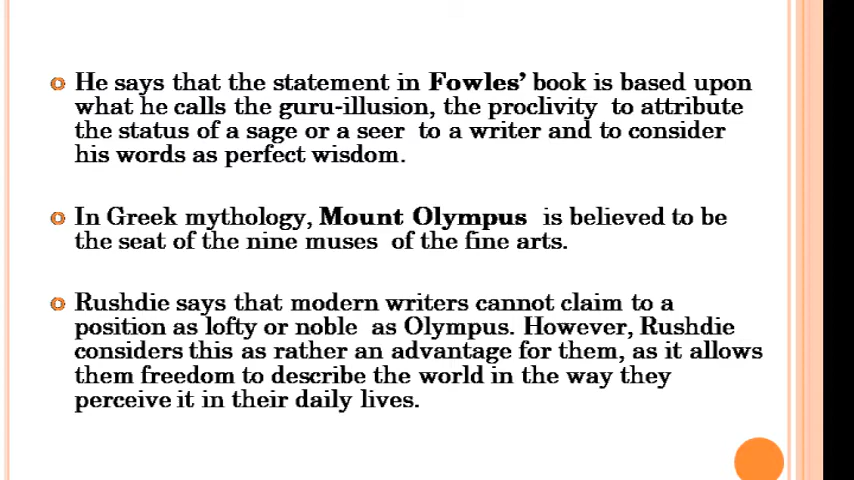 He says that the statement in Fowles' book is based upon
what he calls the guru-illusion, the proclivity to attribute
the status of a sage or a seer to a writer and to consider
his words as perfect wisdom.
In Greek mythology, Mount Olympus is believed to be
the seat of the nine muses of the fine arts.
Rushdie says that modern writers cannot claim to a
position as lofty or noble as Olympus. However, Rushdie
considers this as rather an advantage for them, as it allows
them freedom to describe the world in the way they
perceive it in their daily lives.